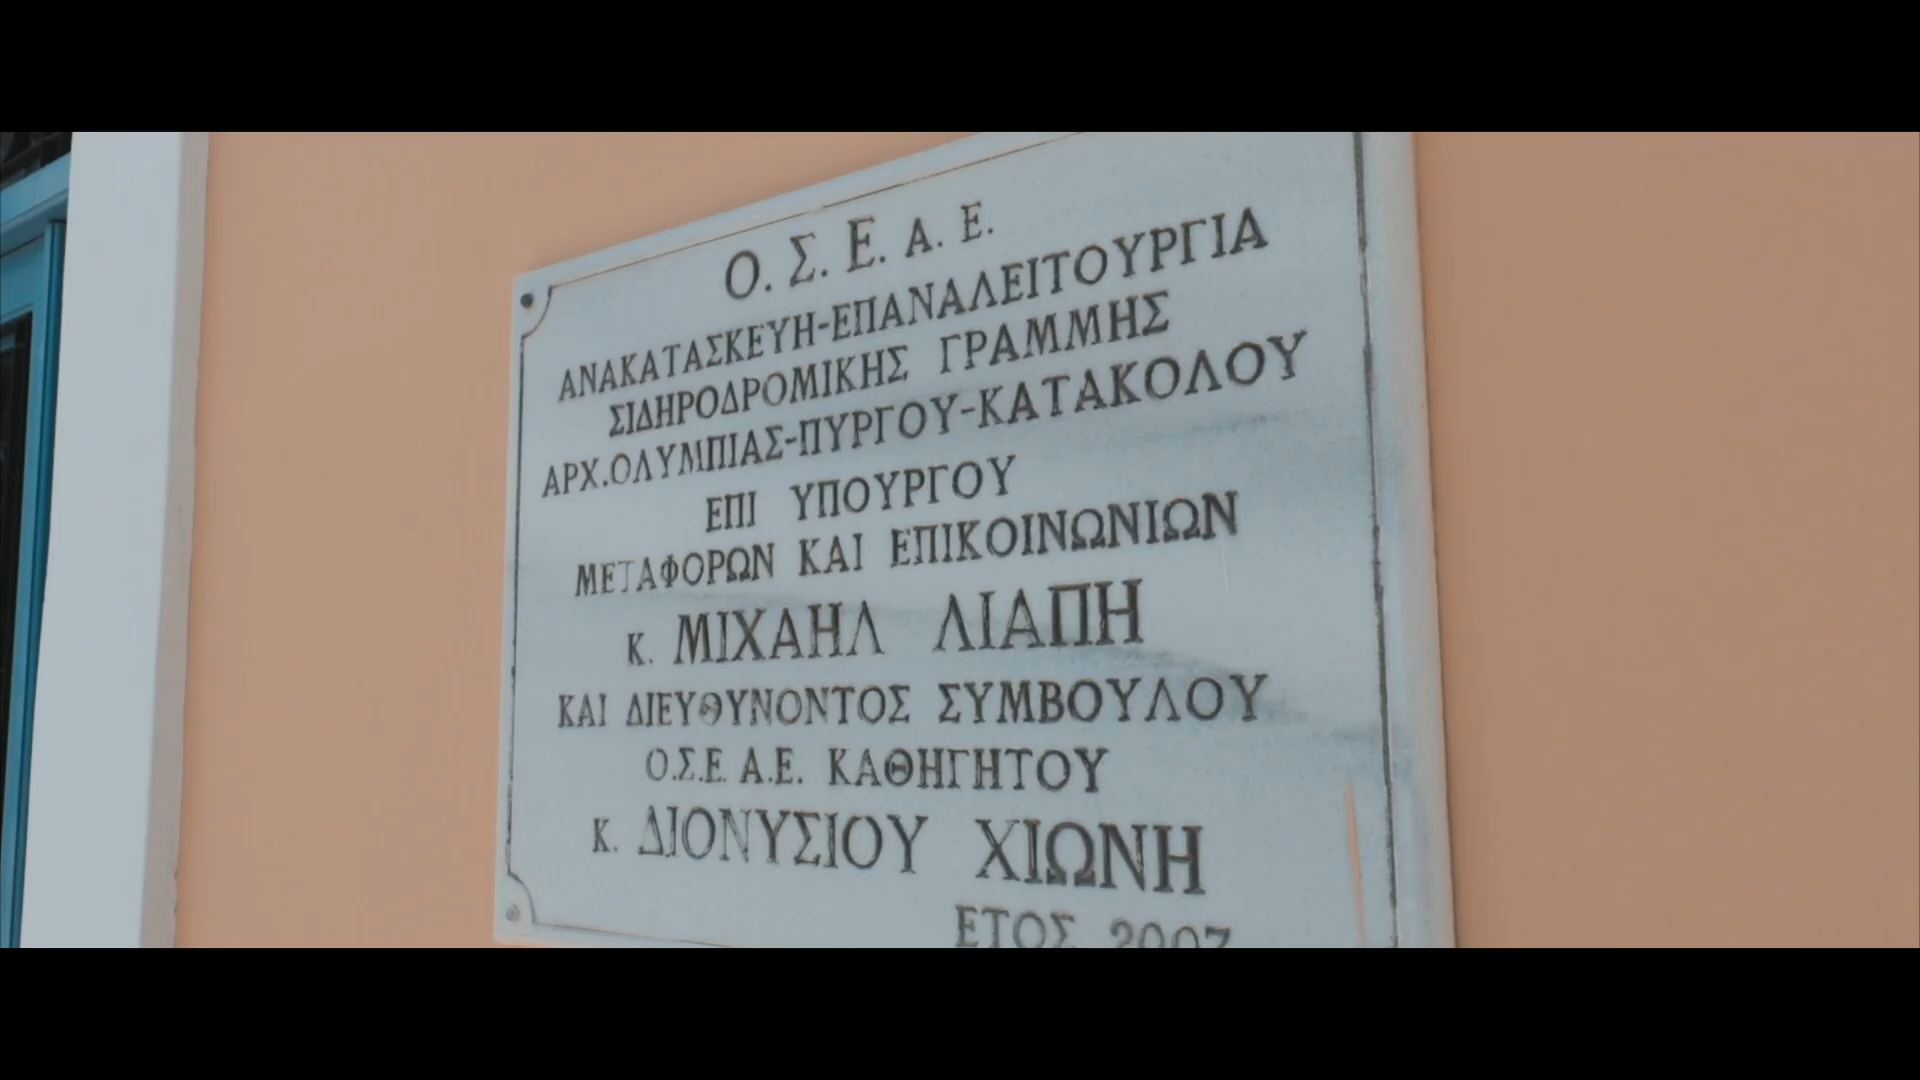 Ο. Σ. Ε. Α. Ε.
ΑΝΑΚΑΤΑΣΚΕΥΗ-ΕΠΑΝΑΛΕΙΤΟΥΡΓΙΑ
ΣΙΔΗΡΟΔΡΟΜΙΚΗΣ ΓΡΑΜΜΗΣ
ΑΡΧ.ΟΛΥΜΠΙΑΣ-ΠΥΡΓΟΥ-ΚΑΤΑΚΟΛΟΥ
ΕΠΙ ΥΠΟΥΡΓΟΥ
ΜΕΤΑΦΟΡΩΝ ΚΑΙ ΕΠΙΚΟΙΝΩΝΙΩΝ
κ. ΜΙΧΑΗΛ ΛΙΑΠΗ
ΚΑΙ ΔΙΕΥΘΥΝΟΝΤΟΣ ΣΥΜΒΟΥΛΟΥ
Ο.Σ.Ε. Α.Ε. ΚΑΘΗΓΗΤΟΥ
κ. ΔΙΟΝΥΣΙΟΥ ΧΙΩΝΗ
ΕΤΟΣ 2007